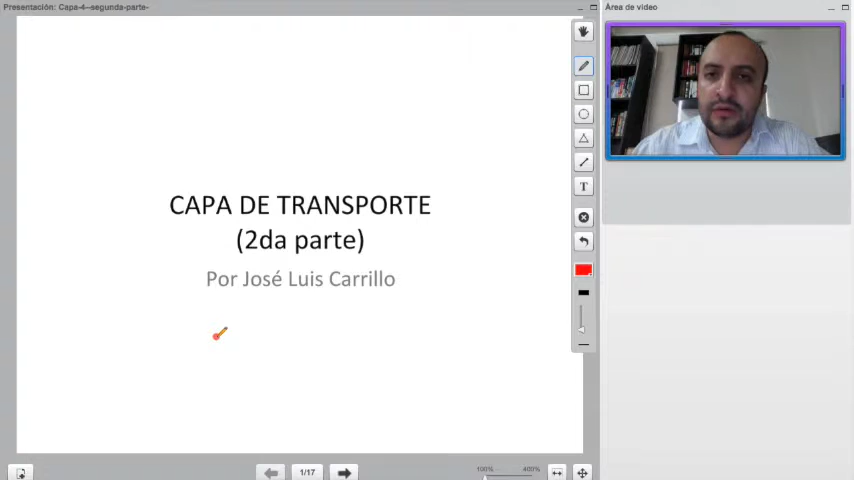 Presentación: Capa-4--segunda-parte-
Área de video
CAPA DE TRANSPORTE
(2da parte)
Por José Luis Carrillo
T
1/17
100%
400%